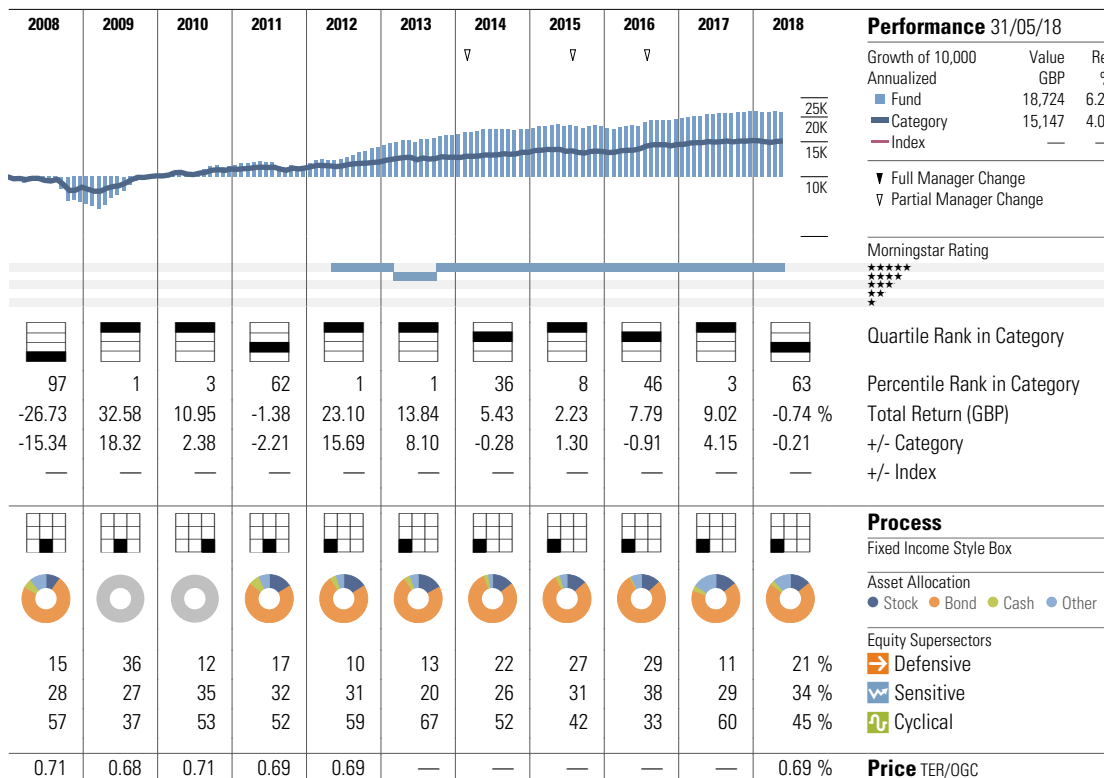 2008 2009 2010 2011 2012 2013 2014 2015 2016 2017 2018 Performance 31/05/18
Growth of 10,000 Value
Annualized GBP
Fund 18,724 6.2
Category 15,147 4.0
Index — —
25K
20K
15K
10K
▼ Full Manager Change
▽ Partial Manager Change
Morningstar Rating
★★★★★
★★★★
★★★
★★
★
Quartile Rank in Category
97 1 3 62 1 1 36 8 46 3 63 Percentile Rank in Category
-26.73 32.58 10.95 -1.38 23.10 13.84 5.43 2.23 7.79 9.02 -0.74 % Total Return (GBP)
-15.34 18.32 2.38 -2.21 15.69 8.10 -0.28 1.30 -0.91 4.15 -0.21 +/- Category
— — — — — — — — — — — +/- Index
Process
Fixed Income Style Box
Asset Allocation
Stock Bond Cash Other
Equity Supersectors
15 36 12 17 10 13 22 27 29 11 21 % Defensive
28 27 35 32 31 20 26 31 38 29 34 % Sensitive
57 37 53 52 59 67 52 42 33 60 45 % Cyclical
0.71 0.68 0.71 0.69 0.69 — — — — — 0.69 % Price TER/OGC